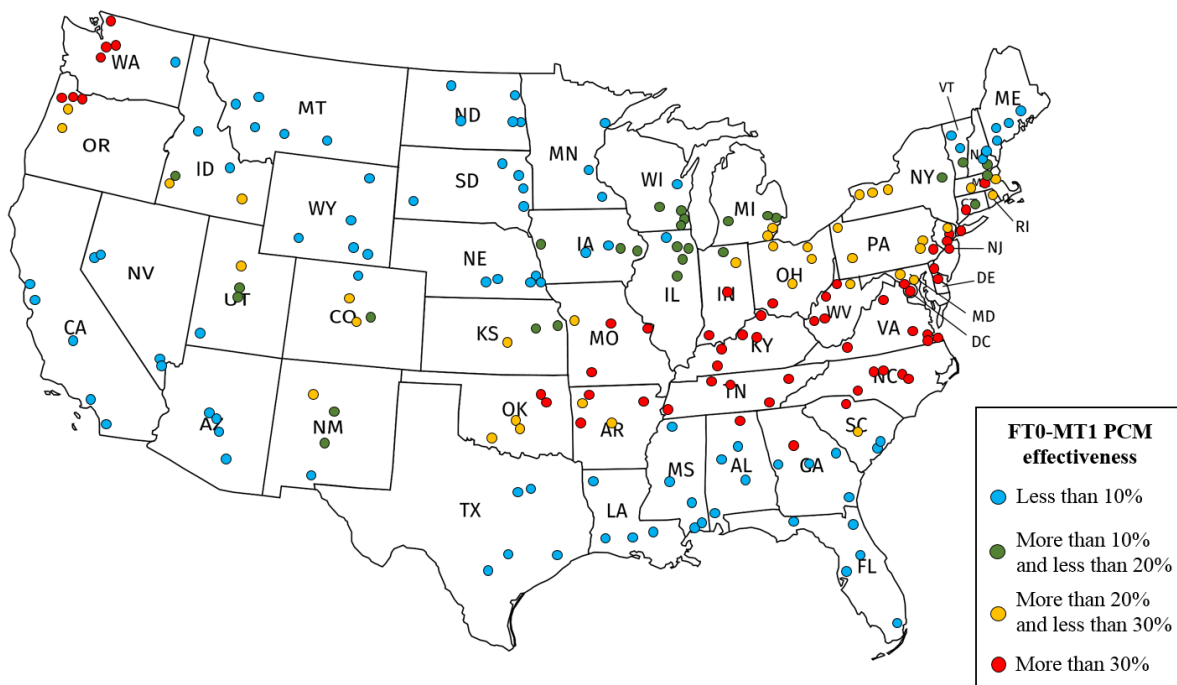 WA
OR
CA
NV
ID
MT
WY
UT
AZ
CO
NM
ND
SD
NE
KS
OK
TX
MN
IA
MO
AR
LA
WI
IL
MI
IN
OH
KY
TN
MS
AL
GA
FL
SC
NC
VA
WV
PA
NY
VT
ME
RI
NJ
DE
MD
DC
FT0-MT1 PCM
effectiveness
Less than 10%
More than 10%
and less than 20%
More than 20%
and less than 30%
More than 30%